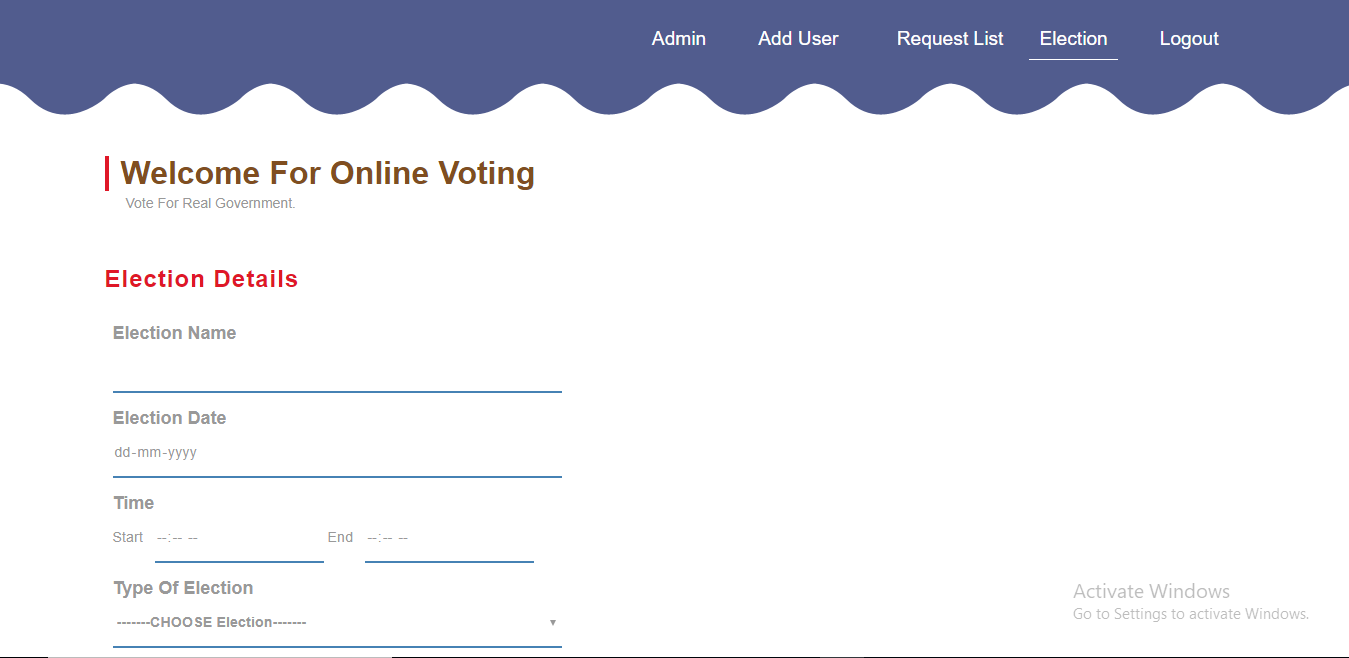 Admin Add User Request List Election Logout
Welcome For Online Voting
Vote For Real Government.
Election Details
Election Name
Election Date
dd-mm-yyyy
Time
Start --:-- -- End --:-- --
Type Of Election
-------CHOOSE Election-------
Activate Windows
Go to Settings to activate Windows.